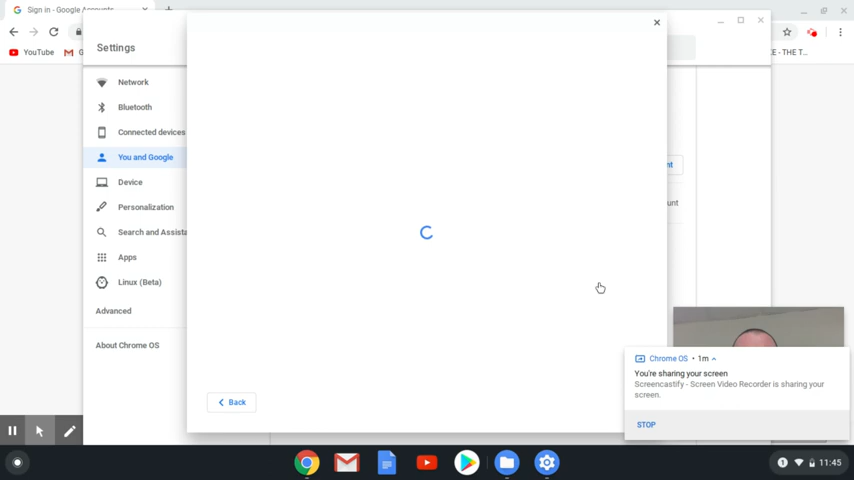 Sign in - Google Accounts
YouTube
G
E - THE T...
Settings
Network
Bluetooth
Connected devices
You and Google
nt
Device
unt
Personalization
Search and Assista
Apps
Linux (Beta)
Advanced
About Chrome OS
Back
Chrome OS • 1m
You're sharing your screen
Screencastify - Screen Video Recorder is sharing your
screen.
STOP
1
11:45